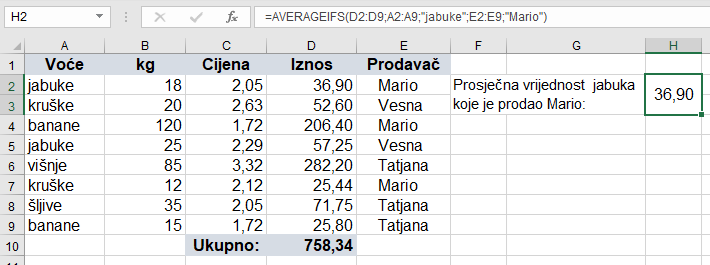 H2 fx =AVERAGEIFS(D2:D9;A2:A9;"jabuke";E2:E9;"Mario")
A B C D E F G H
1 Voće kg Cijena Iznos Prodavač
2 jabuke 18 2,05 36,90 Mario Prosječna vrijednost jabuka 36,90
3 kruške 20 2,63 52,60 Vesna koje je prodao Mario:
4 banane 120 1,72 206,40 Mario
5 jabuke 25 2,29 57,25 Vesna
6 višnje 85 3,32 282,20 Tatjana
7 kruške 12 2,12 25,44 Mario
8 šljive 35 2,05 71,75 Tatjana
9 banane 15 1,72 25,80 Tatjana
10 Ukupno: 758,34